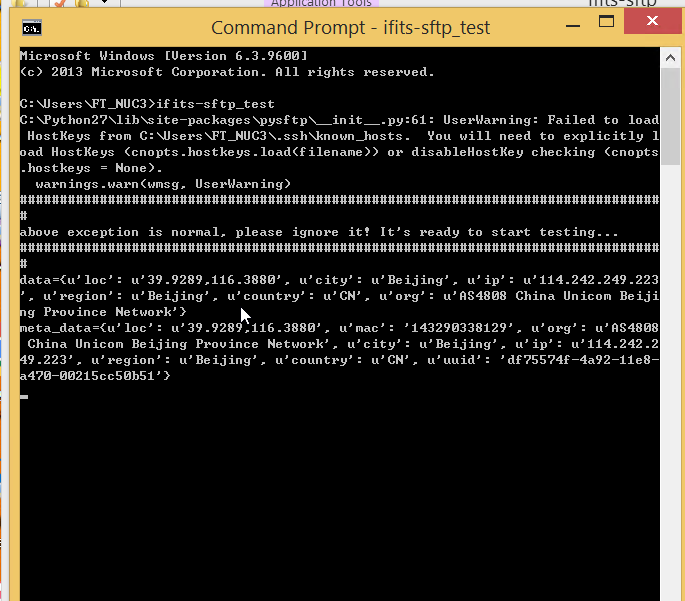 Application Tools
Command Prompt - ifits-sftp_test
Microsoft Windows [Version 6.3.9600]
(c) 2013 Microsoft Corporation. All rights reserved.
C:\Users\FT_NUC3>ifits-sftp_test
C:\Python27\lib\site-packages\pysftp\__init__.py:61: UserWarning: Failed to load
HostKeys from C:\Users\FT_NUC3\.ssh\known_hosts.  You will need to explicitly l
oad HostKeys (cnopts.hostkeys.load(filename)) or disableHostKey checking (cnopts
.hostkeys = None).
warnings.warn(wmsg, UserWarning)
################################################################################
#
above exception is normal, please ignore it! It's ready to start testing...
################################################################################
#
data={u'loc': u'39.9289,116.3880', u'city': u'Beijing', u'ip': u'114.242.249.223
', u'region': u'Beijing', u'country': u'CN', u'org': u'AS4808 China Unicom Beiji
ng Province Network'}
meta_data={u'loc': u'39.9289,116.3880', u'mac': '143290338129', u'org': u'AS4808
China Unicom Beijing Province Network', u'city': u'Beijing', u'ip': u'114.242.2
49.223', u'region': u'Beijing', u'country': u'CN', u'uuid': 'df75574f-4a92-11e8-
a470-00215cc50b51'}